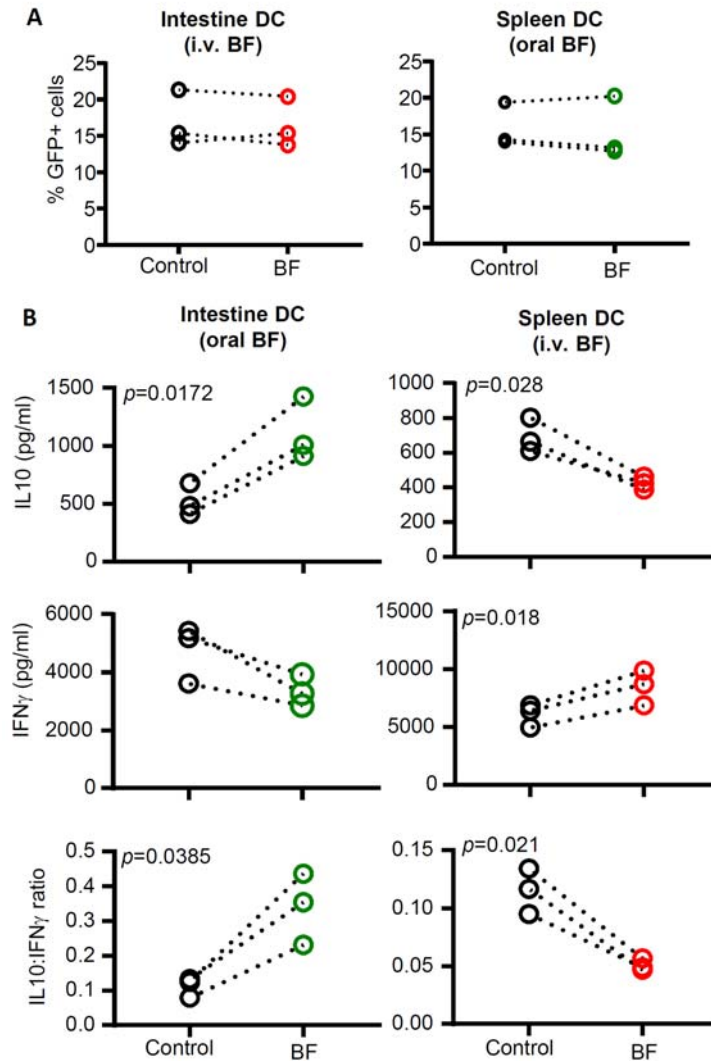 A
Intestine DC
(i.v. BF)
Spleen DC
(oral BF)
% GFP+ cells
25
20
15
10
5
0
Control
BF
25
20
15
10
5
0
Control
BF
B
Intestine DC
(oral BF)
Spleen DC
(i.v. BF)
IL10 (pg/ml)
1500
1000
500
0
p=0.0172
1000
800
600
400
200
0
p=0.028
IFNγ (pg/ml)
6000
4000
2000
0
15000
10000
5000
0
p=0.018
IL10:IFNγ ratio
0.5
0.4
0.3
0.2
0.1
0.0
p=0.0385
Control
BF
0.15
0.10
0.05
0.00
p=0.021
Control
BF